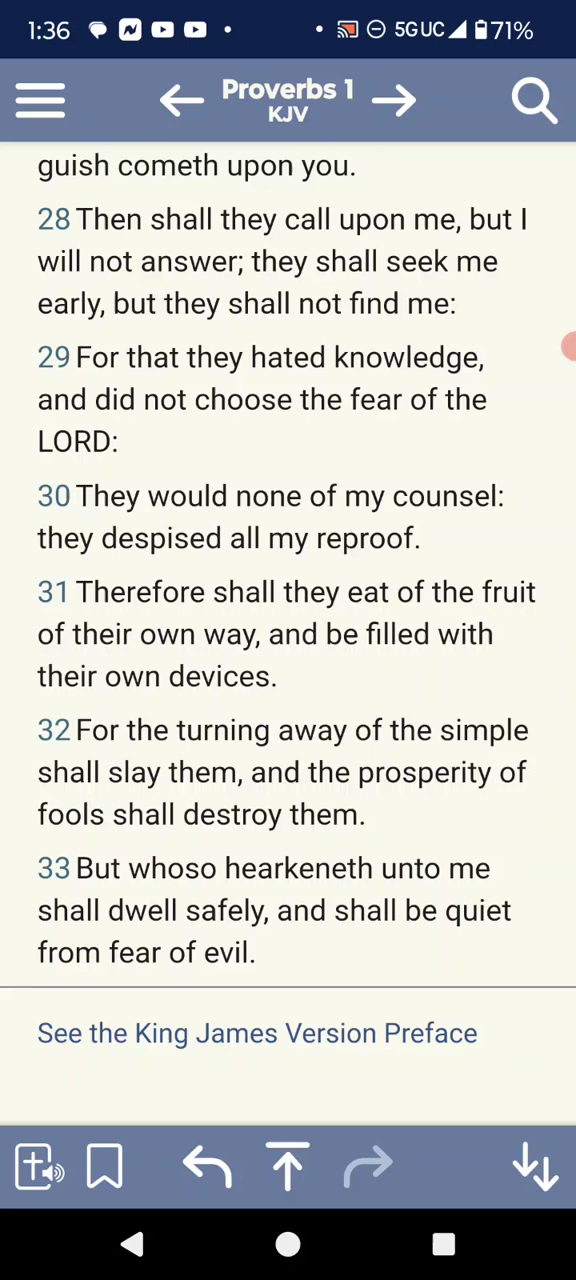 1:36
5G UC 71%
Proverbs 1
KJV
guish cometh upon you.
28 Then shall they call upon me, but I
will not answer; they shall seek me
early, but they shall not find me:
29 For that they hated knowledge,
and did not choose the fear of the
LORD:
30 They would none of my counsel:
they despised all my reproof.
31 Therefore shall they eat of the fruit
of their own way, and be filled with
their own devices.
32 For the turning away of the simple
shall slay them, and the prosperity of
fools shall destroy them.
33 But whoso hearkeneth unto me
shall dwell safely, and shall be quiet
from fear of evil.
See the King James Version Preface